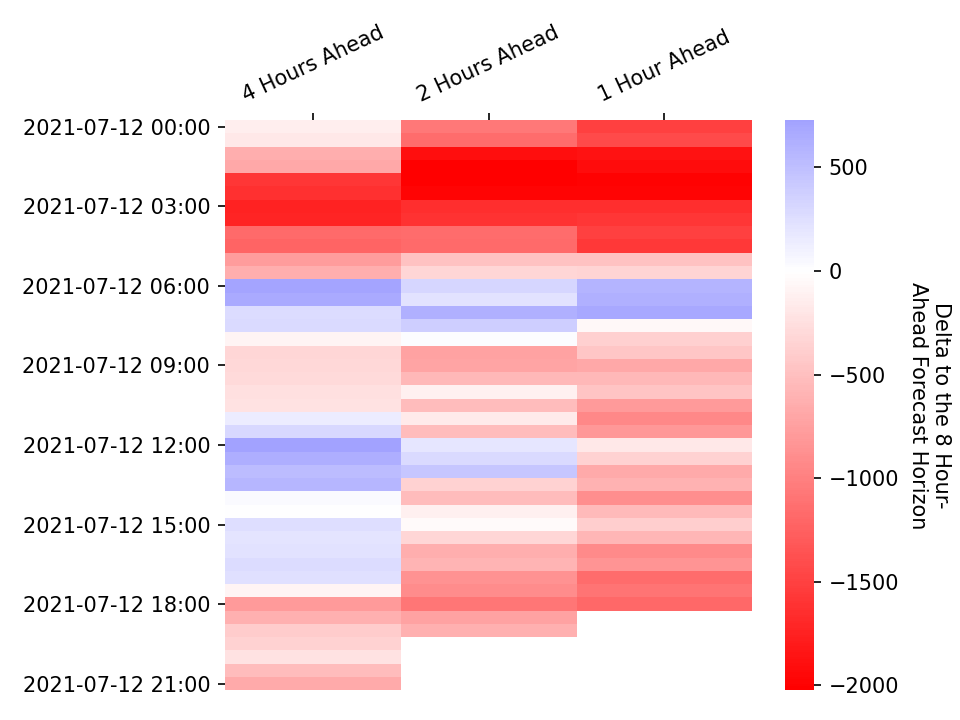 4 Hours Ahead
2 Hours Ahead
1 Hour Ahead
2021-07-12 00:00
2021-07-12 03:00
2021-07-12 06:00
2021-07-12 09:00
2021-07-12 12:00
2021-07-12 15:00
2021-07-12 18:00
2021-07-12 21:00
500
0
−500
−1000
−1500
−2000
Delta to the 8 Hour-
Ahead Forecast Horizon